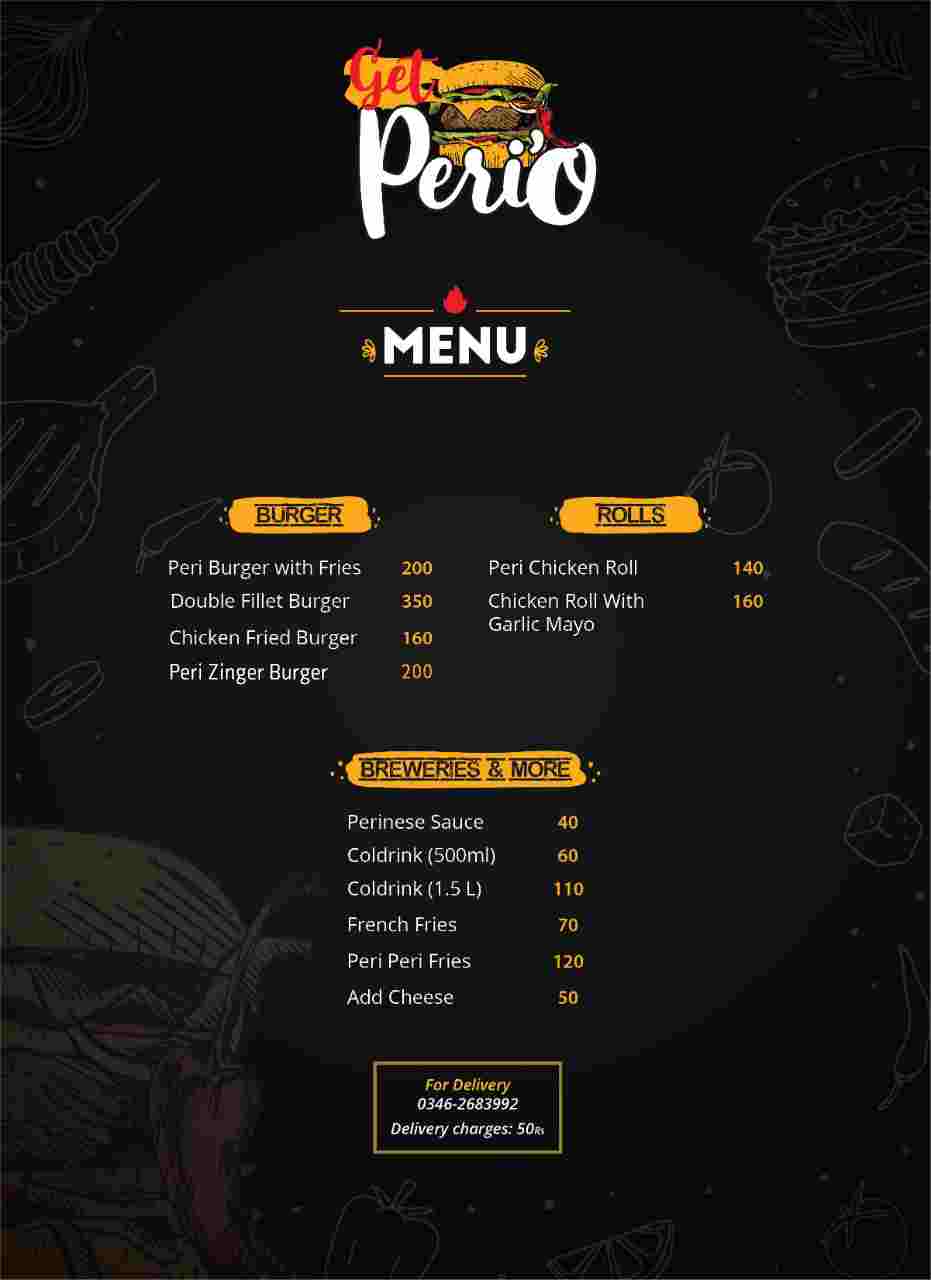 Get
Peri'O
MENU
BURGER
Peri Burger with Fries 200
Double Fillet Burger 350
Chicken Fried Burger 160
Peri Zinger Burger 200
ROLLS
Peri Chicken Roll 140
Chicken Roll With 160
Garlic Mayo
BREWERIES & MORE
Perinese Sauce 40
Coldrink (500ml) 60
Coldrink (1.5 L) 110
French Fries 70
Peri Peri Fries 120
Add Cheese 50
For Delivery
0346-2683992
Delivery charges: 50Rs